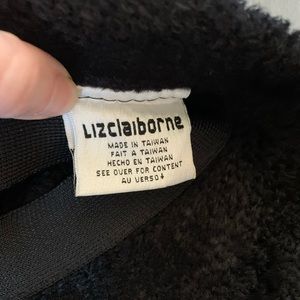 Lizclaiborne
MADE IN TAIWAN
FAIT A TAIWAN
HECHO EN TAIWAN
SEE OVER FOR CONTENT
AU VERSO↓